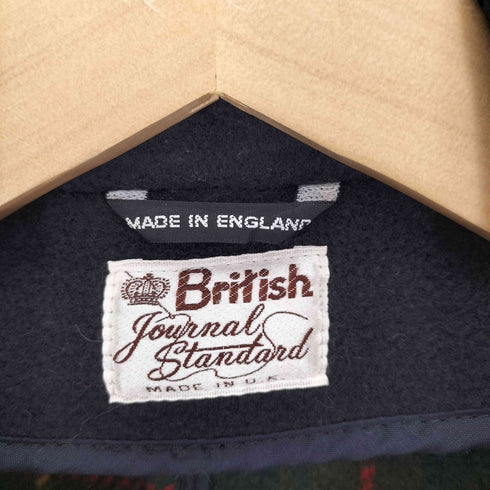 MADE IN ENGLAND
British
Journal
Standard
MADE IN U.K.